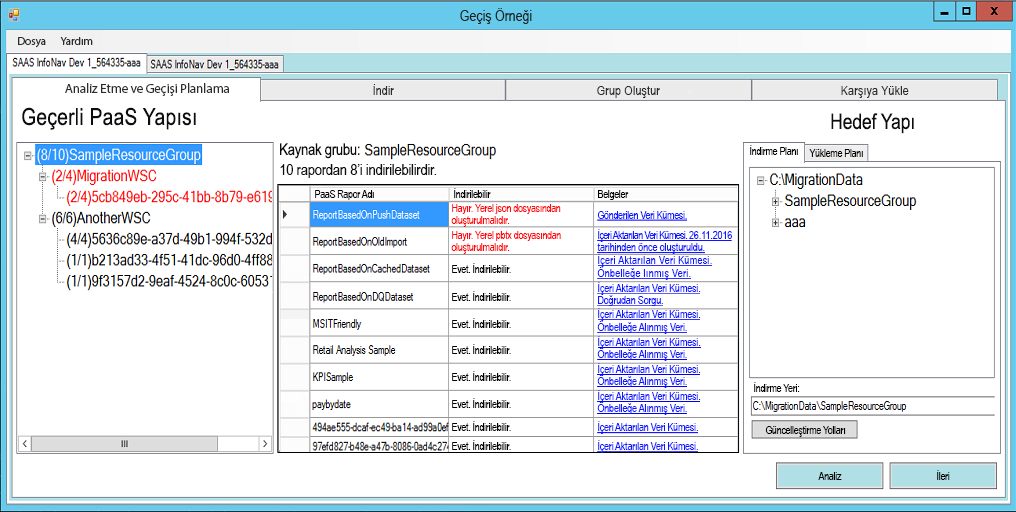 Geçiş Örneği
Dosya Yardım
SAAS InfoNav Dev 1_564335-aaa SAAS InfoNav Dev 1_564335-aaa
Analiz Etme ve Geçişi Planlama İndir Grup Oluştur Karşıya Yükle
Geçerli PaaS Yapısı
(8/10)SampleResourceGroup
(2/4)MigrationWSC
(2/4)5cb849eb-295c-41bb-8b79-e619
(6/6)AnotherWSC
(4/4)5636c89e-a37d-49b1-994f-532d
(1/1)b213ad33-4f51-41dc-96d0-4ff88
(1/1)9f3157d2-9eaf-4524-8c0c-60537
Kaynak grubu: SampleResourceGroup
10 rapordan 8'i indirilebilirdir.
PaaS Rapor Adı İndirilebilir Belgeler
ReportBasedOnPushDataset Hayır. Yerel json dosyasından
oluşturulmalıdır. Gönderilen Veri Kümesi.
ReportBasedOnOldImport Hayır. Yerel pbtx dosyasından
oluşturulmalıdır. İçeri Aktarılan Veri Kümesi. 26.11.2016
tarihinden önce oluşturuldu.
ReportBasedOnCachedDataset Evet. İndirilebilir. İçeri Aktarılmış Veri Kümesi.
Önbelleğe lınmış Veri.
ReportBasedOnDQDataset Evet. İndirilebilir. İçeri Aktarılan Veri Kümesi.
Doğrudan Sorgu.
MSITFriendly Evet. İndirilebilir. İçeri Aktarılan Veri Kümesi.
Önbelleğe Alınmış Veri.
Retail Analysis Sample Evet. İndirilebilir. İçeri Aktarılan Veri Kümesi.
Önbelleğe Alınmış Veri.
KPISample Evet. İndirilebilir. İçeri Aktarılan Veri Kümesi.
Önbelleğe Alınmış Veri.
paybydate Evet. İndirilebilir. İçeri Aktarılan Veri Kümesi.
Önbelleğe Alınmış Veri.
494ae555-dcaf-ec49-ba14-ad99a0ef Evet. İndirilebilir. İçeri Aktarılan Veri Kümesi.
97efd827-b48e-a47b-8086-0ad4c274 Evet. İndirilebilir. İçeri Aktarılan Veri Kümesi.
Hedef Yapı
İndirme Planı Yükleme Planı
C:\MigrationData
SampleResourceGroup
aaa
İndirme Yeri:
C:\MigrationData\SampleResourceGroup
Güncelleştirme Yolları
Analiz İleri